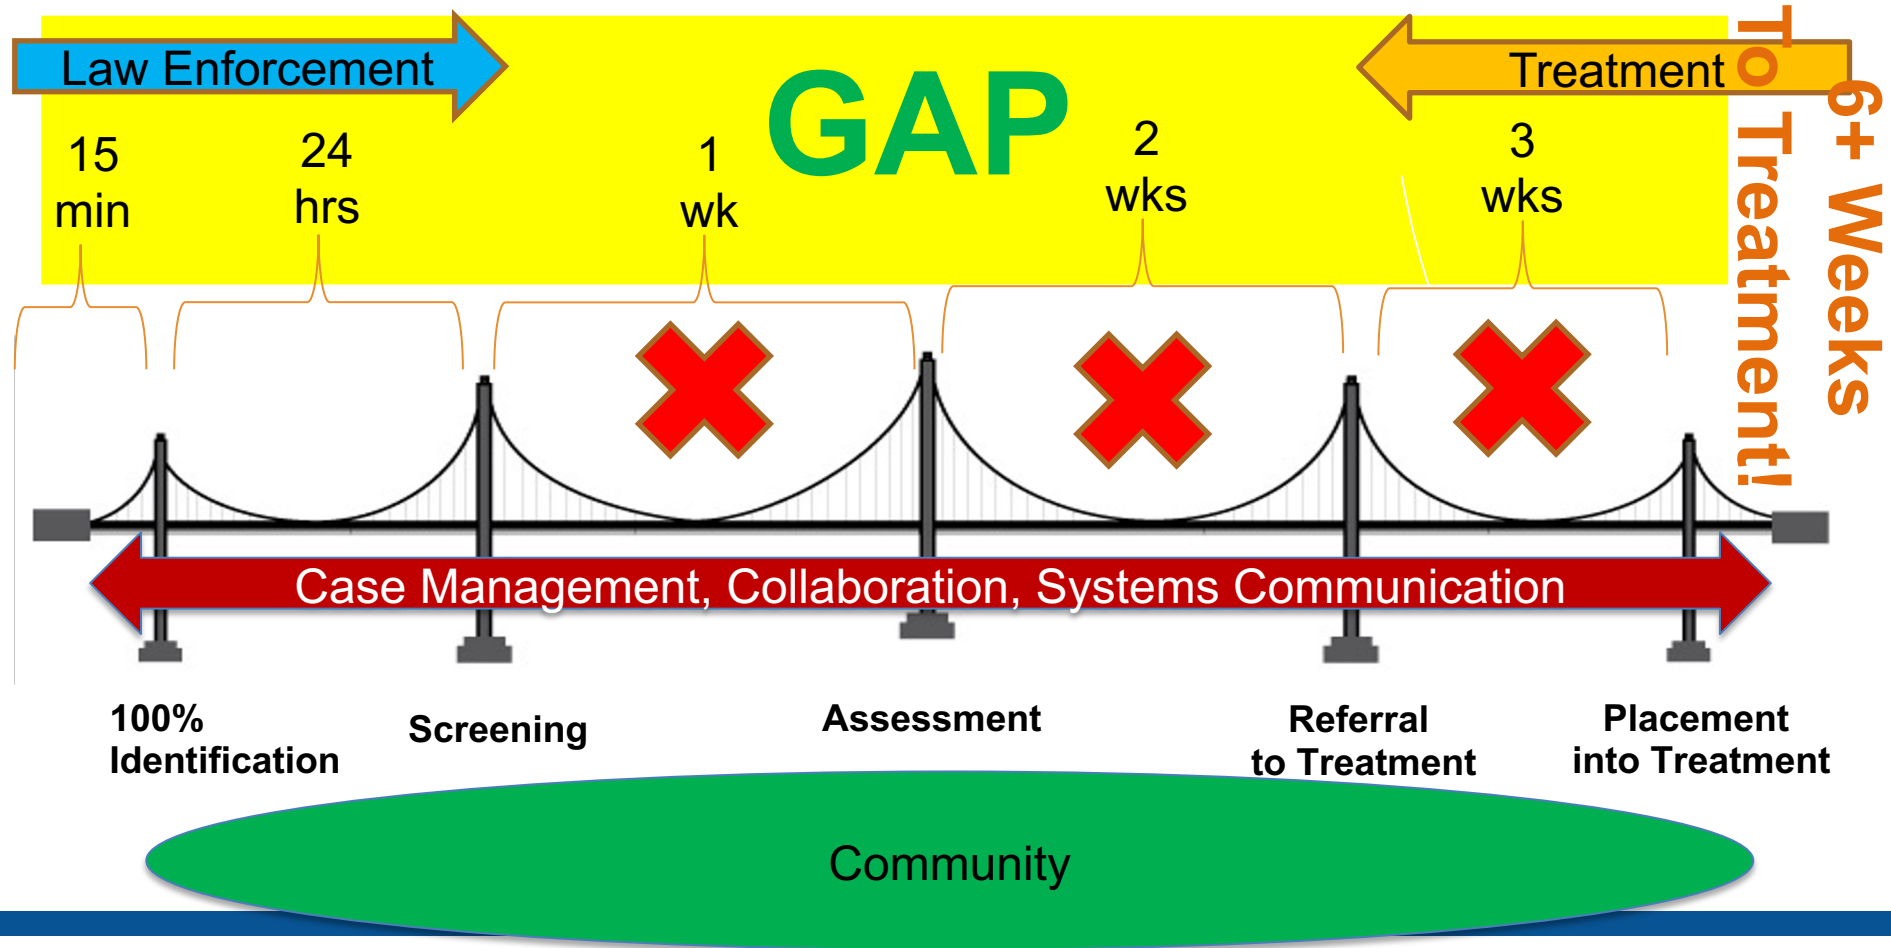 Law Enforcement
GAP
Treatment
15
min
24
hrs
1
wk
2
wks
3
wks
6+ Weeks
To Treatment!
Case Management, Collaboration, Systems Communication
100%
Identification
Screening
Assessment
Referral
to Treatment
Placement
into Treatment
Community